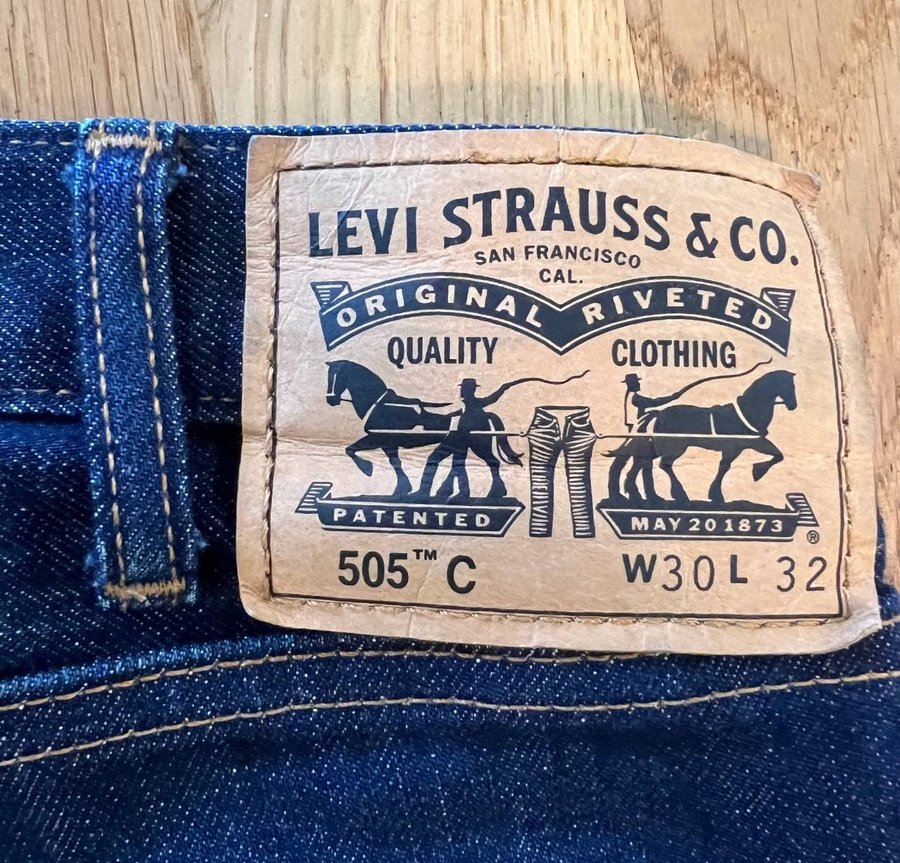 LEVI STRAUSS & CO.
SAN FRANCISCO
CAL.
ORIGINAL RIVETED
QUALITY CLOTHING
PATENTED MAY 20 1873 ®
505™ C W30 L 32